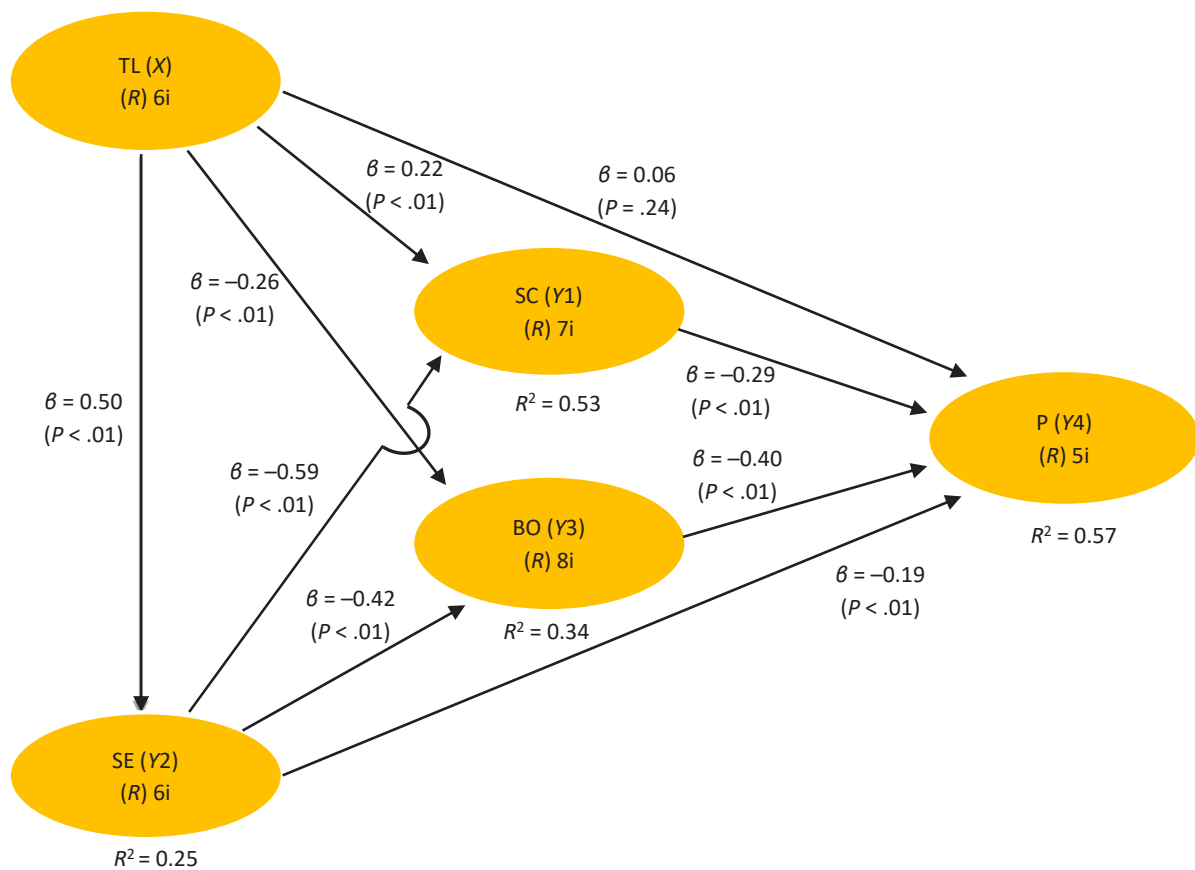 TL (X)
(R) 6i
β = 0.22
(P < .01)
β = 0.06
(P = .24)
β = –0.26
(P < .01)
SC (Y1)
(R) 7i
R² = 0.53
β = –0.29
(P < .01)
β = 0.50
(P < .01)
P (Y4)
(R) 5i
R² = 0.57
β = –0.59
(P < .01)
β = –0.40
(P < .01)
BO (Y3)
(R) 8i
R² = 0.34
β = –0.42
(P < .01)
β = –0.19
(P < .01)
SE (Y2)
(R) 6i
R² = 0.25